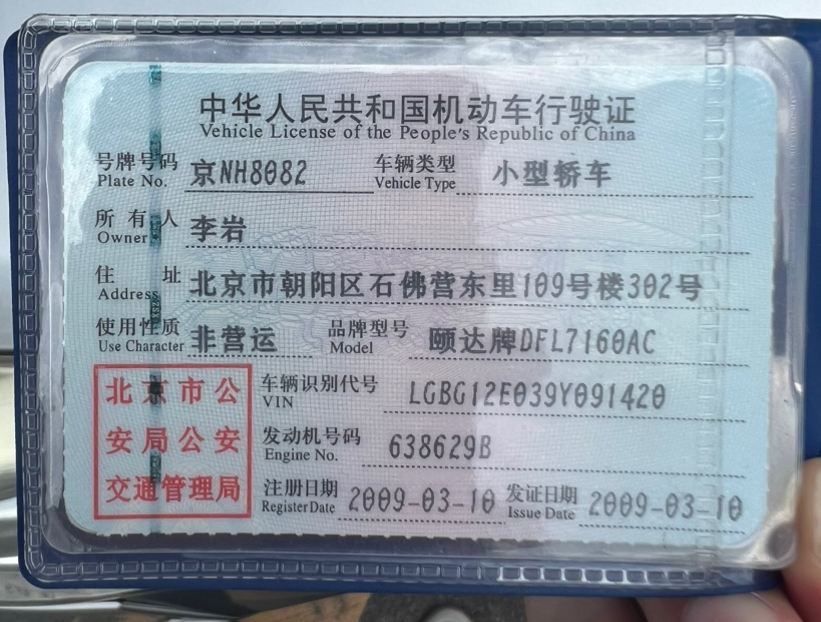 中华人民共和国机动车行驶证
Vehicle License of the People's Republic of China
号牌号码 京NH8082 车辆类型 小型轿车
Plate No. Vehicle Type
所有人 李岩
Owner
住址 北京市朝阳区石佛营东里109号楼302号
Address
使用性质 非营运 品牌型号 颐达牌DFL7160AC
Use Character Model
北京市公安局公安交通管理局
车辆识别代号 LGBG12E039Y091420
VIN
发动机号码 638629B
Engine No.
注册日期 2009-03-10 发证日期 2009-03-10
Register Date Issue Date